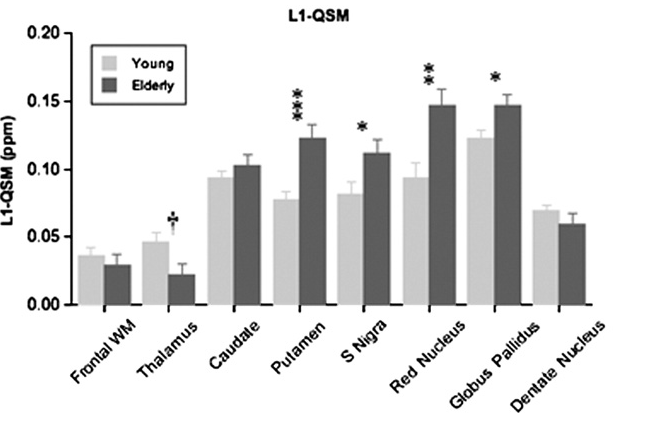 L1-QSM
L1-QSM (ppm)
0.20
0.15
0.10
0.05
0.00
Young
Elderly
†
***
*
**
*
Frontal WM
Thalamus
Caudate
Putamen
S Nigra
Red Nucleus
Globus Pallidus
Dentate Nucleus